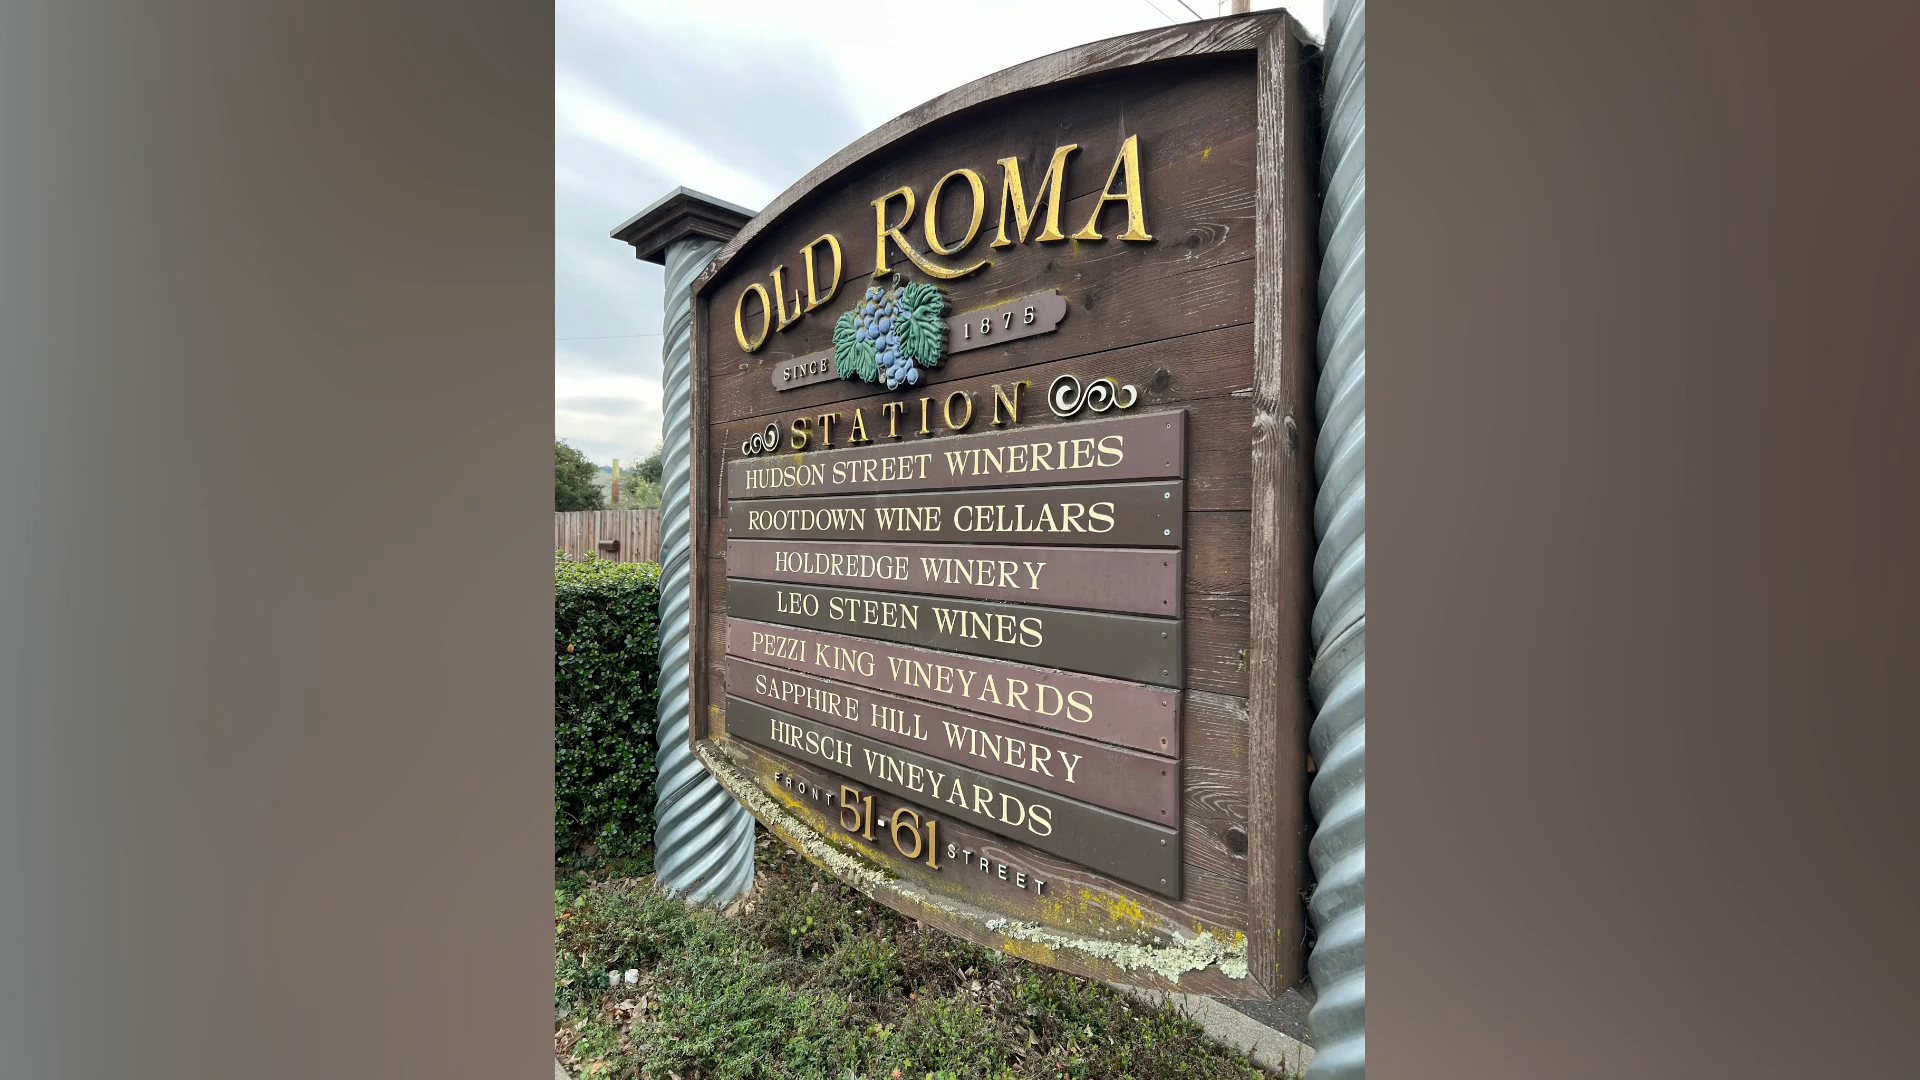 OLD ROMA
SINCE 1875
STATION
HUDSON STREET WINERIES
ROOTDOWN WINE CELLARS
HOLDREDGE WINERY
LEO STEEN WINES
PEZZI KING VINEYARDS
SAPPHIRE HILL WINERY
HIRSCH VINEYARDS
FRONT 51-61 STREET